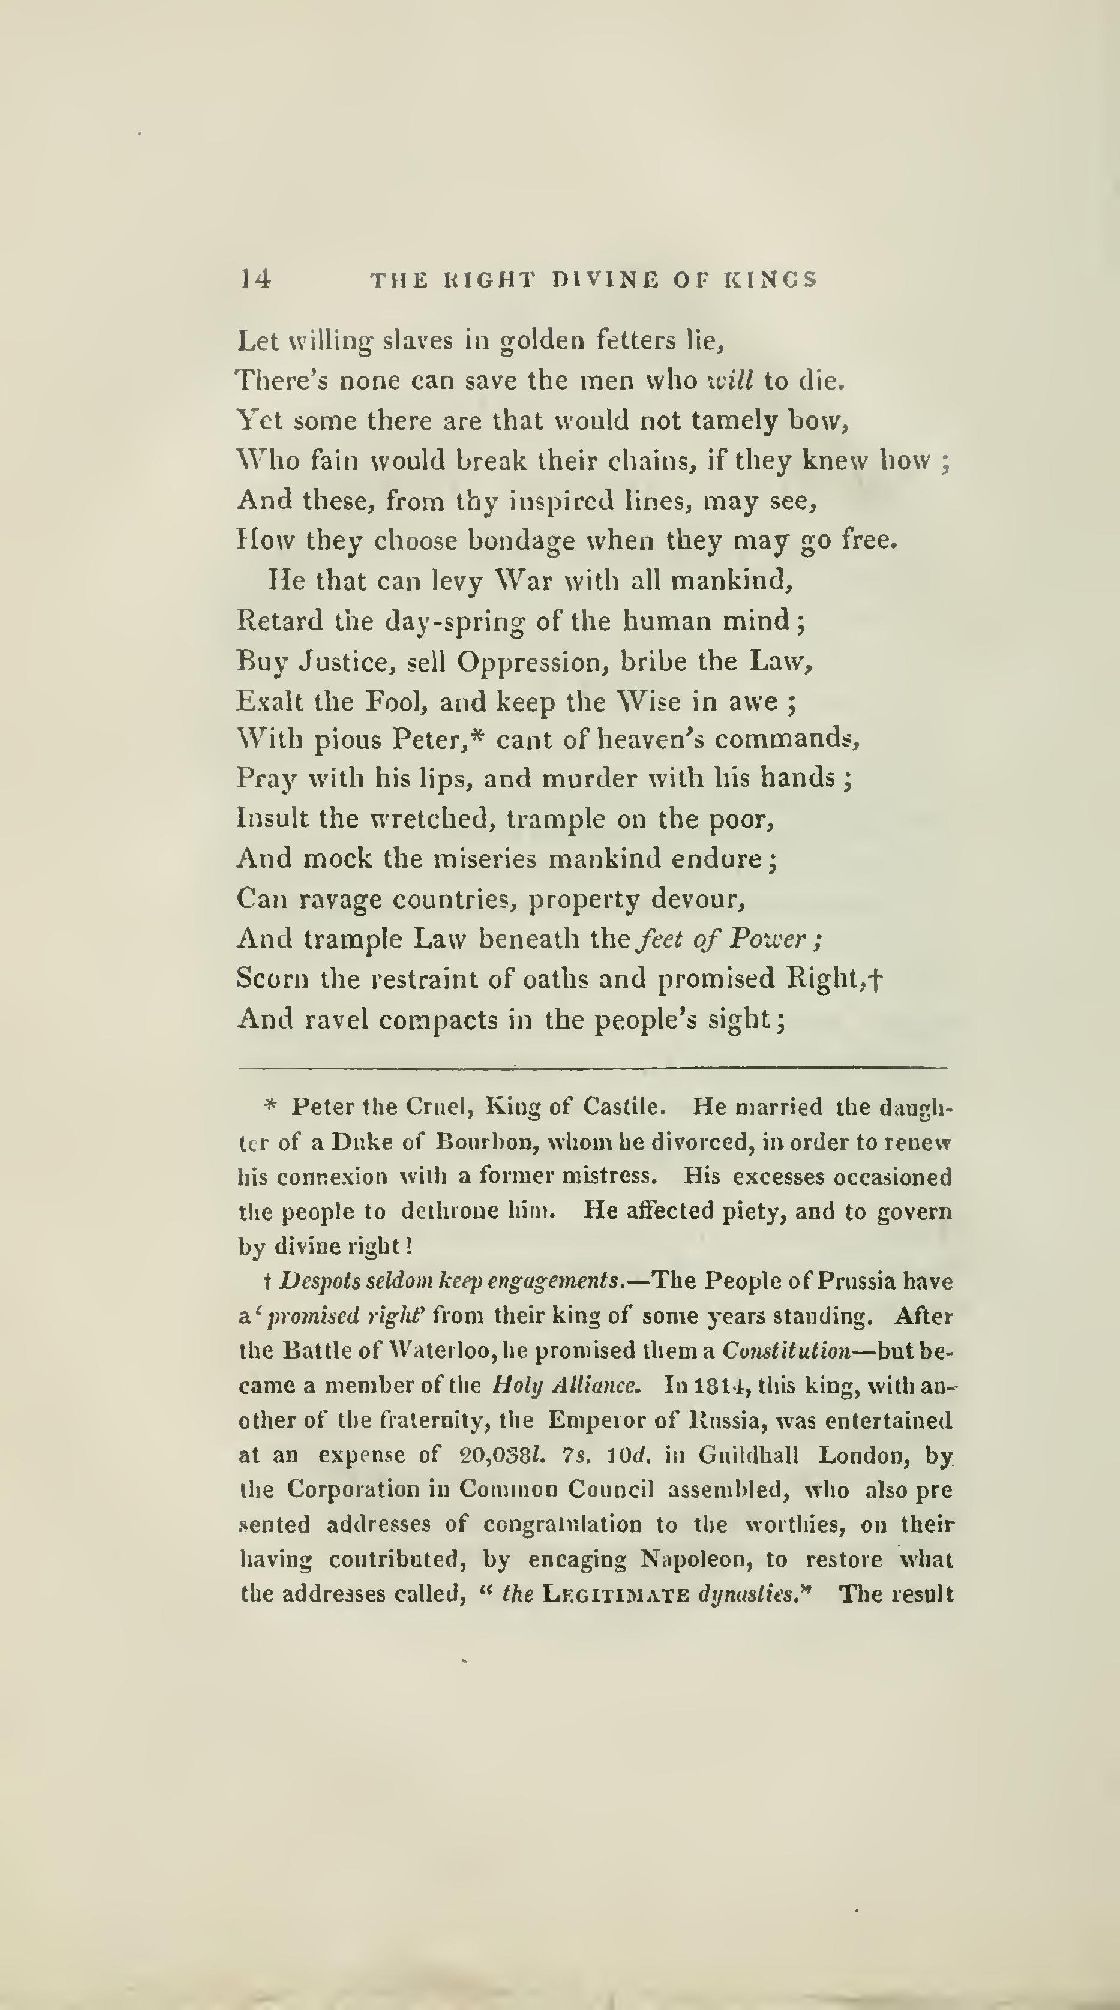 14 THE RIGHT DIVINE OF KINGS
Let willing slaves in golden fetters lie,
There's none can save the men who will to die.
Yet some there are that would not tamely bow,
Who fain would break their chains, if they knew how ;
And these, from thy inspired lines, may see,
How they choose bondage when they may go free.
He that can levy War with all mankind,
Retard the day-spring of the human mind ;
Buy Justice, sell Oppression, bribe the Law,
Exalt the Fool, and keep the Wise in awe ;
With pious Peter,* cant of heaven's commands,
Pray with his lips, and murder with his hands ;
Insult the wretched, trample on the poor,
And mock the miseries mankind endure ;
Can ravage countries, property devour,
And trample Law beneath the feet of Power ;
Scorn the restraint of oaths and promised Right,†
And ravel compacts in the people's sight ;
* Peter the Cruel, King of Castile. He married the daugh-
ter of a Duke of Bourbon, whom he divorced, in order to renew
his connexion with a former mistress. His excesses occasioned
the people to dethrone him. He affected piety, and to govern
by divine right !
† Despots seldom keep engagements.—The People of Prussia have
a 'promised right' from their king of some years standing. After
the Battle of Waterloo, he promised them a Constitution—but be-
came a member of the Holy Alliance. In 1814, this king, with an-
other of the fraternity, the Emperor of Russia, was entertained
at an expense of 20,038l. 7s. 10d. in Guildhall London, by
the Corporation in Common Council assembled, who also pre
sented addresses of congratulation to the worthies, on their
having contributed, by encaging Napoleon, to restore what
the addresses called, " the LEGITIMATE dynasties." The result